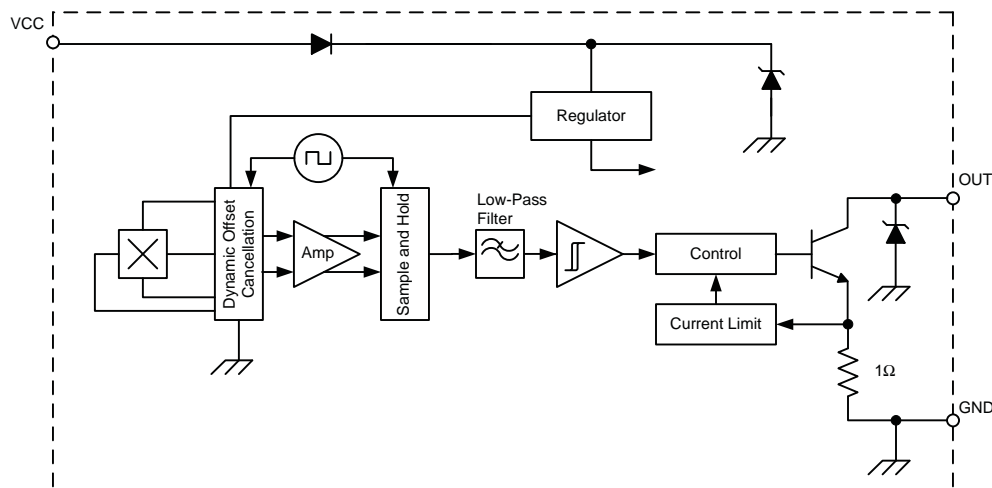 VCC
Regulator
OUT
Low-Pass
Filter
Dynamic Offset
Cancellation
Amp
Sample and Hold
Control
Current Limit
1Ω
GND